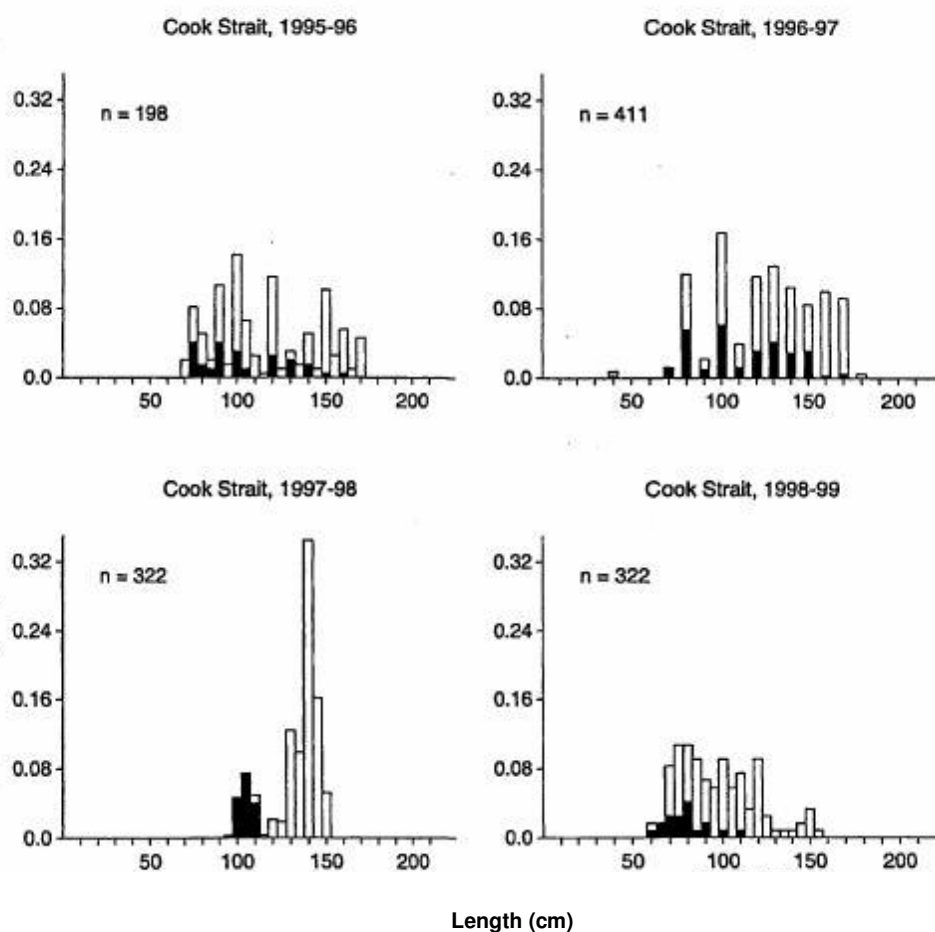 Cook Strait, 1995-96
n = 198
0.32
0.24
0.16
0.08
0.0
50 100 150 200
Cook Strait, 1996-97
n = 411
0.32
0.24
0.16
0.08
0.0
50 100 150 200
Cook Strait, 1997-98
n = 322
0.32
0.24
0.16
0.08
0.0
50 100 150 200
Cook Strait, 1998-99
n = 322
0.32
0.24
0.16
0.08
0.0
50 100 150 200
Length (cm)